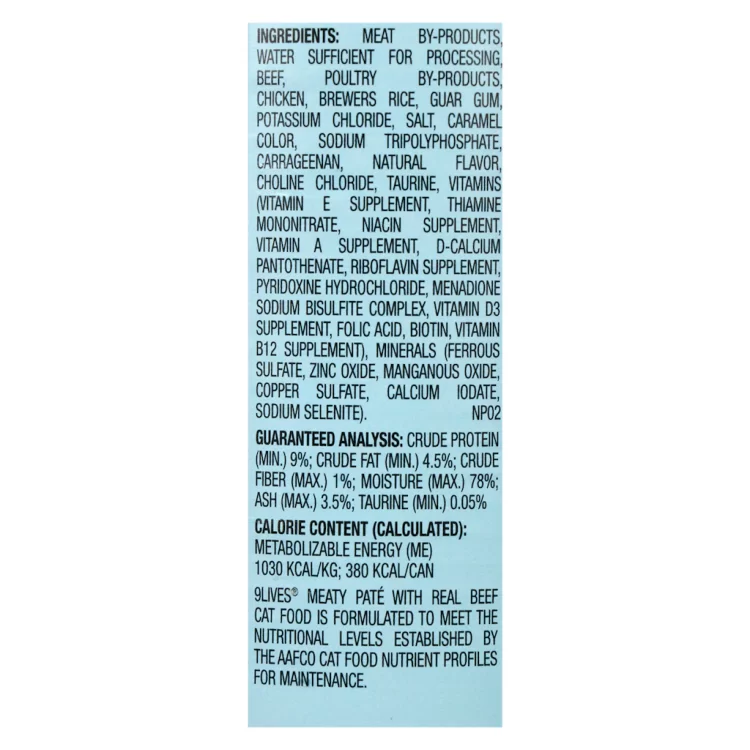 INGREDIENTS: MEAT BY-PRODUCTS,
WATER SUFFICIENT FOR PROCESSING,
BEEF, POULTRY BY-PRODUCTS,
CHICKEN, BREWERS RICE, GUAR GUM,
POTASSIUM CHLORIDE, SALT, CARAMEL
COLOR, SODIUM TRIPOLYPHOSPHATE,
CARRAGEENAN, NATURAL FLAVOR,
CHOLINE CHLORIDE, TAURINE, VITAMINS
(VITAMIN E SUPPLEMENT, THIAMINE
MONONITRATE, NIACIN SUPPLEMENT,
VITAMIN A SUPPLEMENT, D-CALCIUM
PANTOTHENATE, RIBOFLAVIN SUPPLEMENT,
PYRIDOXINE HYDROCHLORIDE, MENADIONE
SODIUM BISULFITE COMPLEX, VITAMIN D3
SUPPLEMENT, FOLIC ACID, BIOTIN, VITAMIN
B12 SUPPLEMENT), MINERALS (FERROUS
SULFATE, ZINC OXIDE, MANGANOUS OXIDE,
COPPER SULFATE, CALCIUM IODATE,
SODIUM SELENITE). NP02
GUARANTEED ANALYSIS: CRUDE PROTEIN
(MIN.) 9%; CRUDE FAT (MIN.) 4.5%; CRUDE
FIBER (MAX.) 1%; MOISTURE (MAX.) 78%;
ASH (MAX.) 3.5%; TAURINE (MIN.) 0.05%
CALORIE CONTENT (CALCULATED):
METABOLIZABLE ENERGY (ME)
1030 KCAL/KG; 380 KCAL/CAN
9LIVES® MEATY PATÉ WITH REAL BEEF
CAT FOOD IS FORMULATED TO MEET THE
NUTRITIONAL LEVELS ESTABLISHED BY
THE AAFCO CAT FOOD NUTRIENT PROFILES
FOR MAINTENANCE.